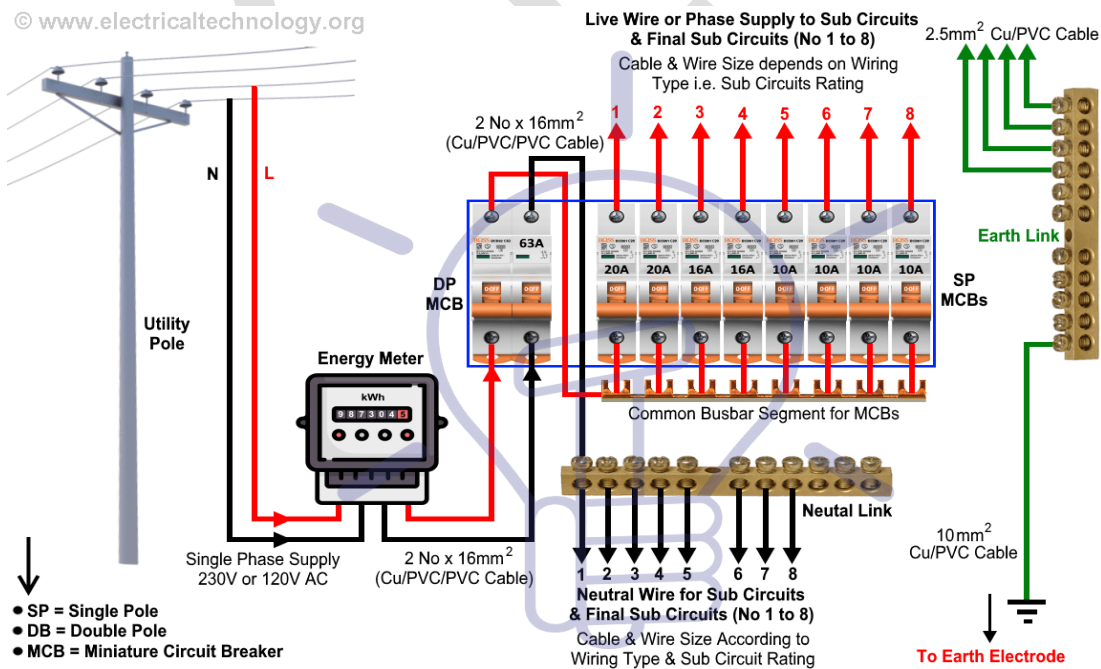 © www.electricaltechnology.org
Live Wire or Phase Supply to Sub Circuits
& Final Sub Circuits (No 1 to 8)
Cable & Wire Size depends on Wiring
Type i.e. Sub Circuits Rating
2.5mm² Cu/PVC Cable
2 No x 16mm²
(Cu/PVC/PVC Cable)
1 2 3 4 5 6 7 8
N L
63A
20A 20A 16A 16A 10A 10A 10A 10A
DP
MCB
SP
MCBs
Earth Link
Utility
Pole
Energy Meter
kWh
9 8 7 3 0 4 5
Common Busbar Segment for MCBs
Neutal Link
Single Phase Supply
230V or 120V AC
2 No x 16mm²
(Cu/PVC/PVC Cable)
1 2 3 4 5 6 7 8
Neutral Wire for Sub Circuits
& Final Sub Circuits (No 1 to 8)
Cable & Wire Size According to
Wiring Type & Sub Circuit Rating
10mm²
Cu/PVC Cable
To Earth Electrode
SP = Single Pole
DB = Double Pole
MCB = Miniature Circuit Breaker